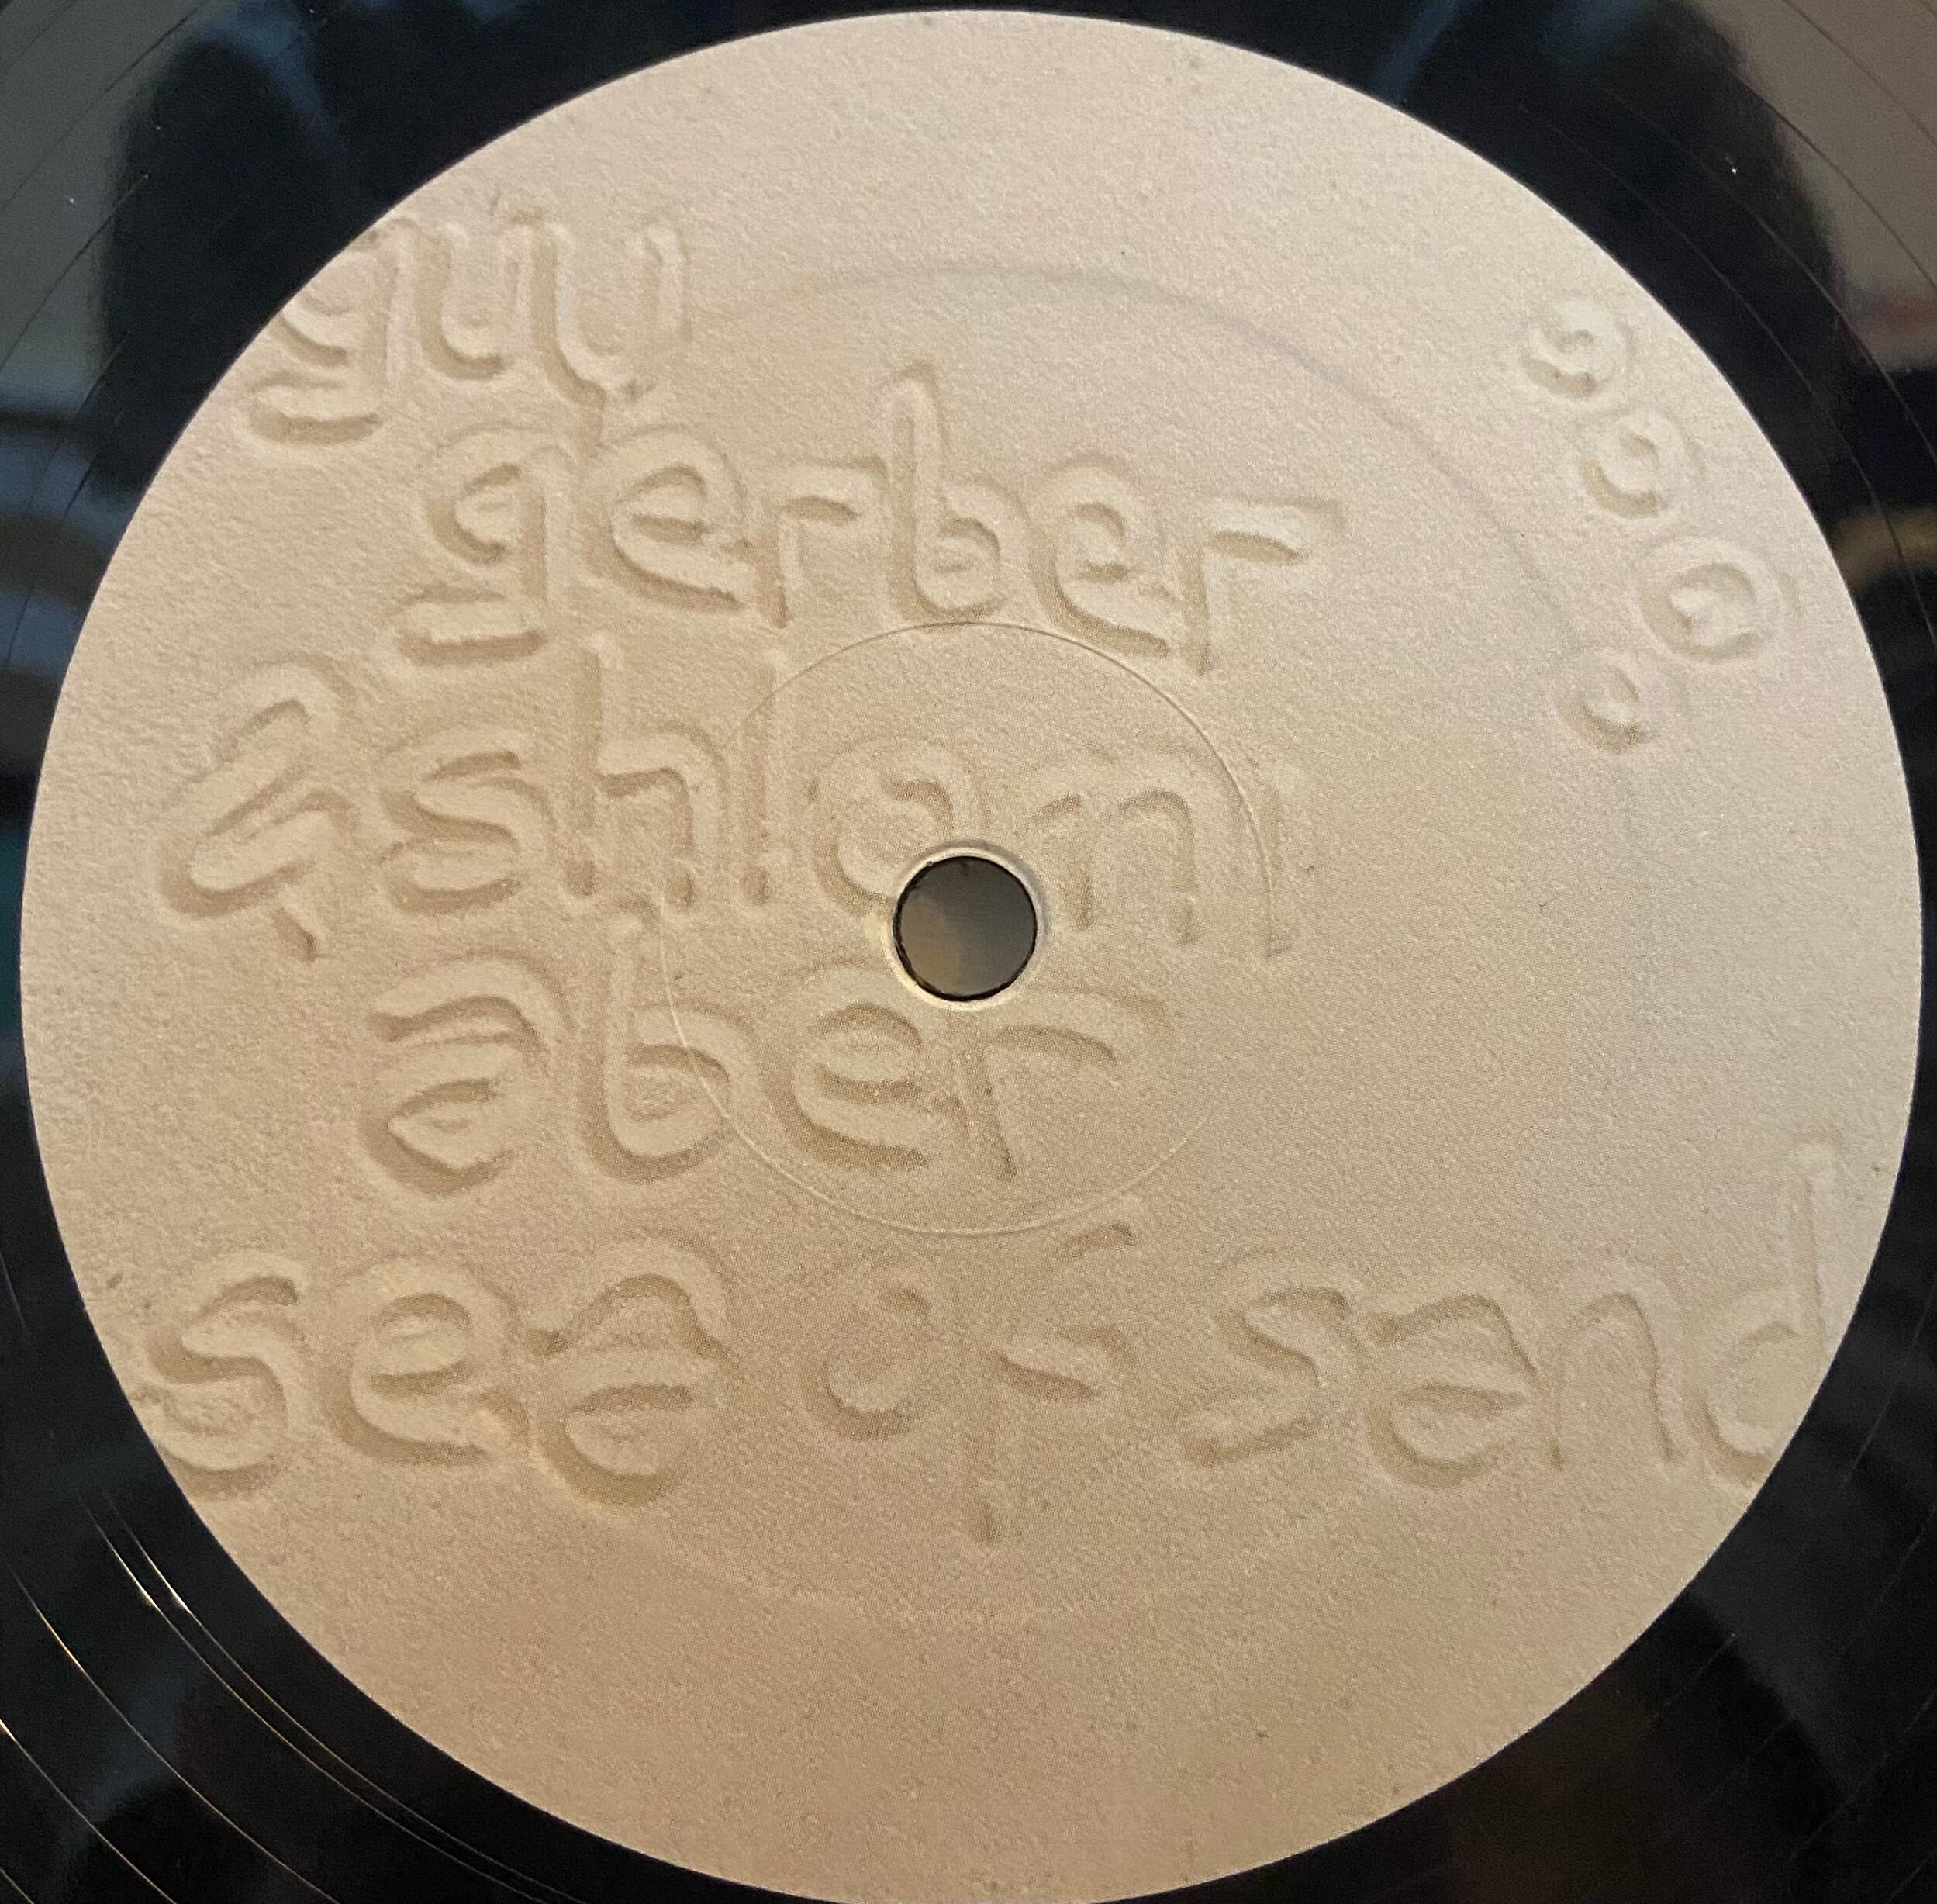 guy
gerber
& shlomi
aber
sea of sand